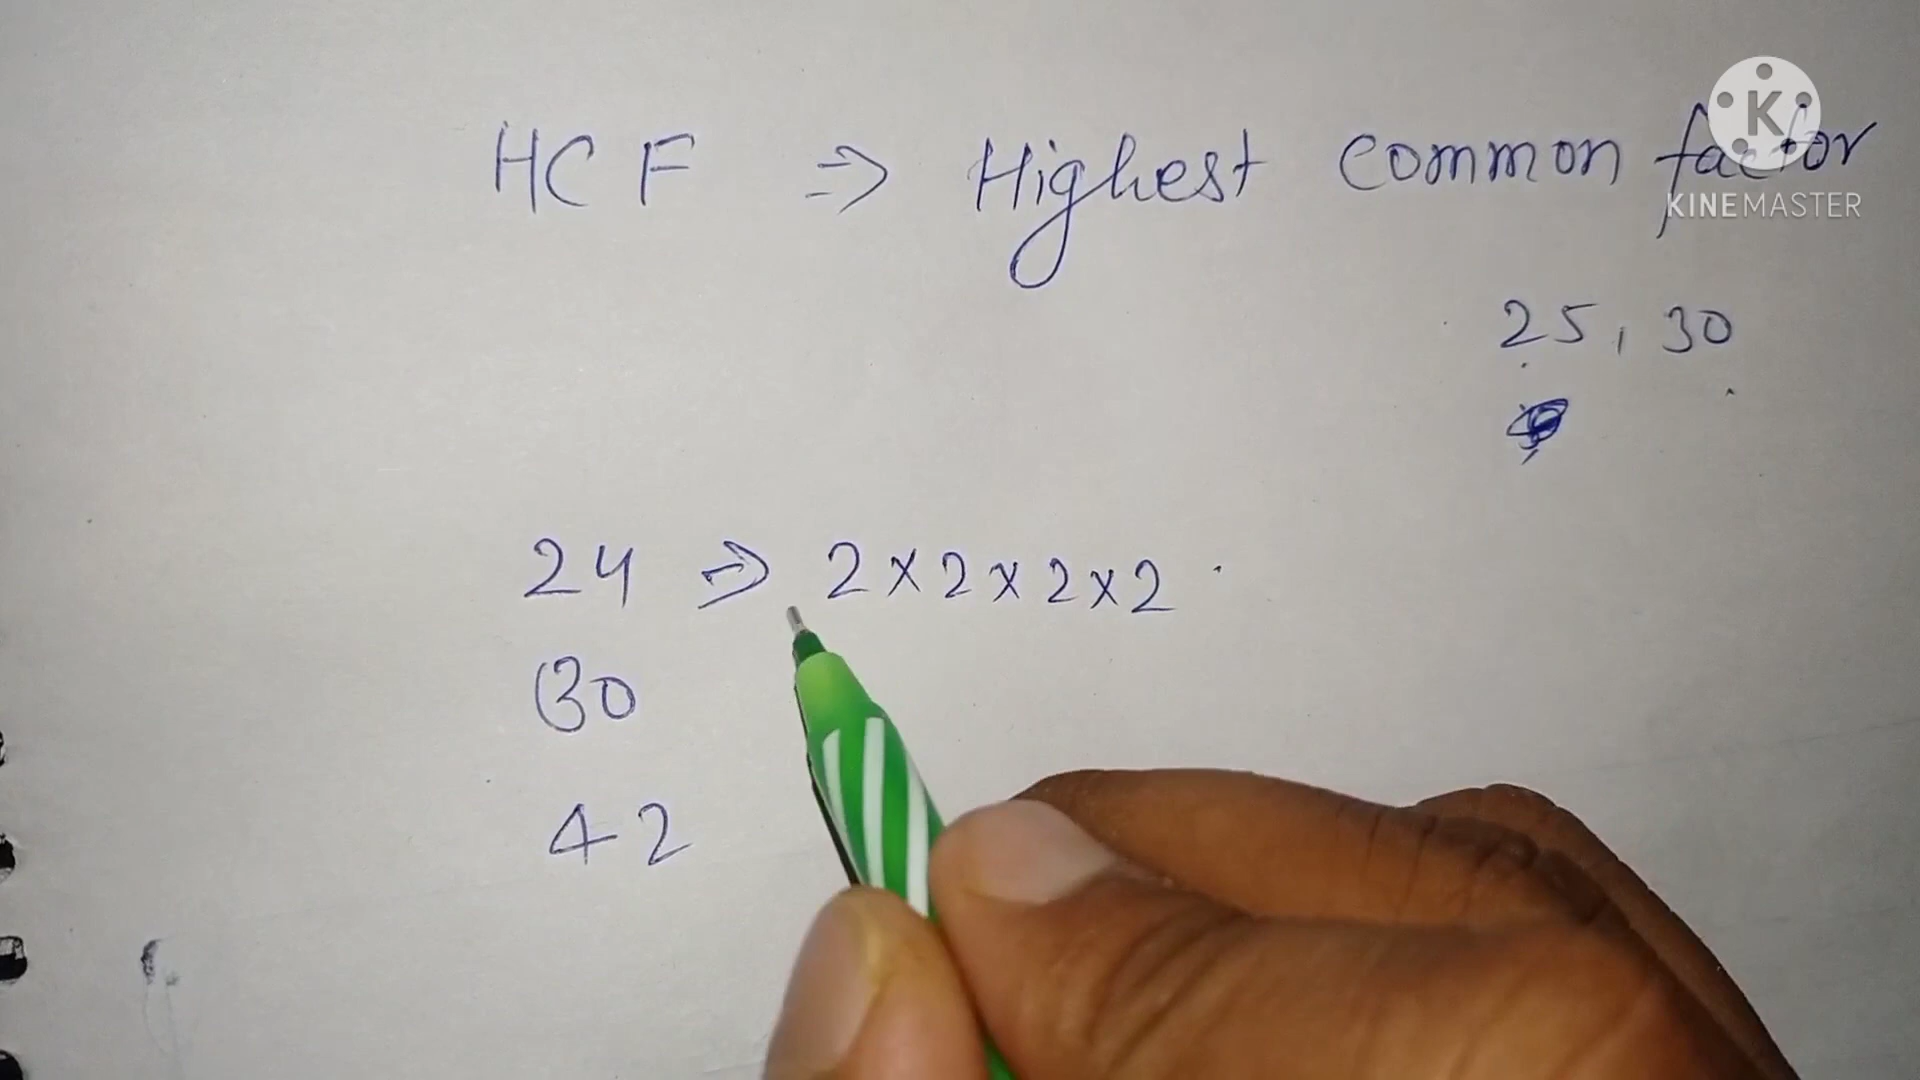 HCF ⇒ Highest common factor
KINEMASTER
25, 30
24 ⇒ 2×2×2×2
30
42